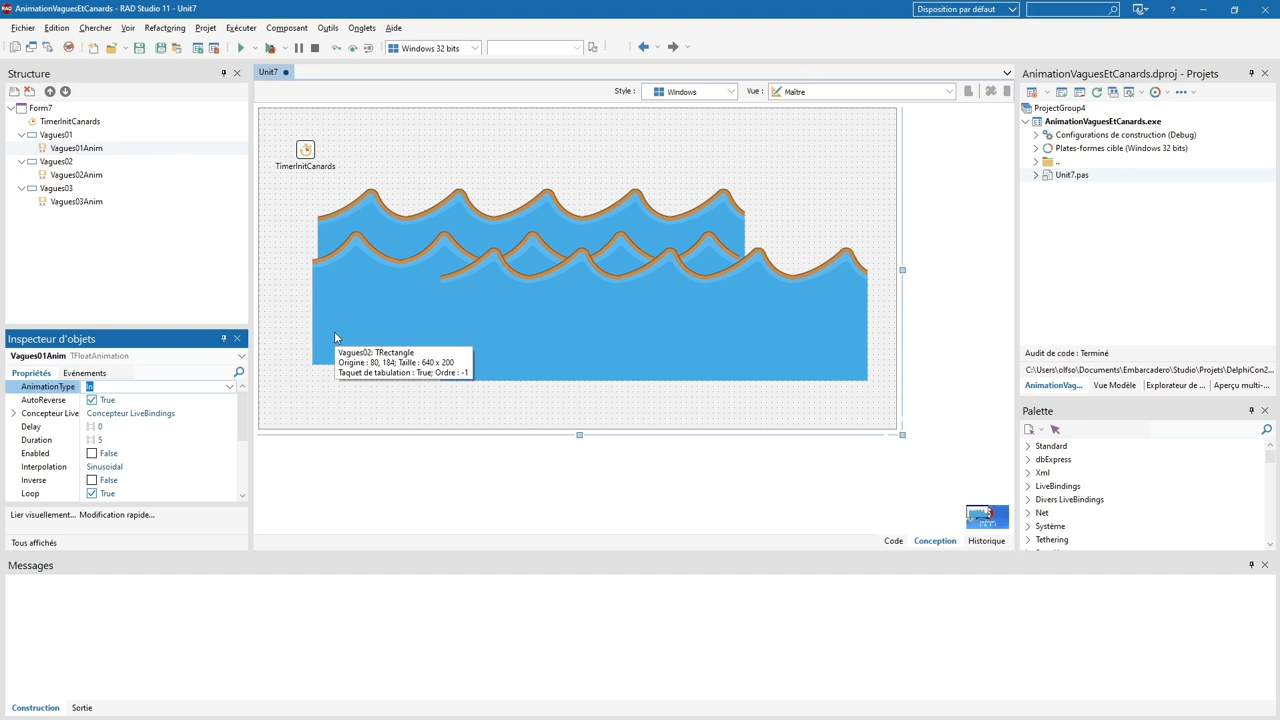 AnimationVaguesEtCanards - RAD Studio 11 - Unit7
Disposition par défaut
Fichier Edition Chercher Voir Refactoring Projet Exécuter Composant Outils Onglets Aide
Windows 32 bits
Structure
Form7
TimerInitCanards
Vagues01
Vagues01Anim
Vagues02
Vagues02Anim
Vagues03
Vagues03Anim
Inspecteur d'objets
Vagues01Anim TFloatAnimation
Propriétés Evénements
AnimationType In
AutoReverse True
Concepteur Live Concepteur LiveBindings
Delay 0
Duration 5
Enabled False
Interpolation Sinusoidal
Inverse False
Loop True
Lier visuellement... Modification rapide...
Tous affichés
Unit7
Style : Windows Vue : Maître
TimerInitCanards
Vagues02: TRectangle
Origine : 80, 184; Taille : 640 x 200
Taquet de tabulation : True; Ordre : -1
Code Conception Historique
AnimationVaguesEtCanards.dproj - Projets
ProjectGroup4
AnimationVaguesEtCanards.exe
Configurations de construction (Debug)
Plates-formes cible (Windows 32 bits)
..
Unit7.pas
Audit de code : Terminé
C:\Users\olfso\Documents\Embarcadero\Studio\Projets\DelphiCon2...
AnimationVag... Vue Modèle Explorateur de ... Aperçu multi-...
Palette
Standard
dbExpress
Xml
LiveBindings
Divers LiveBindings
Net
Système
Tethering
Messages
Construction Sortie